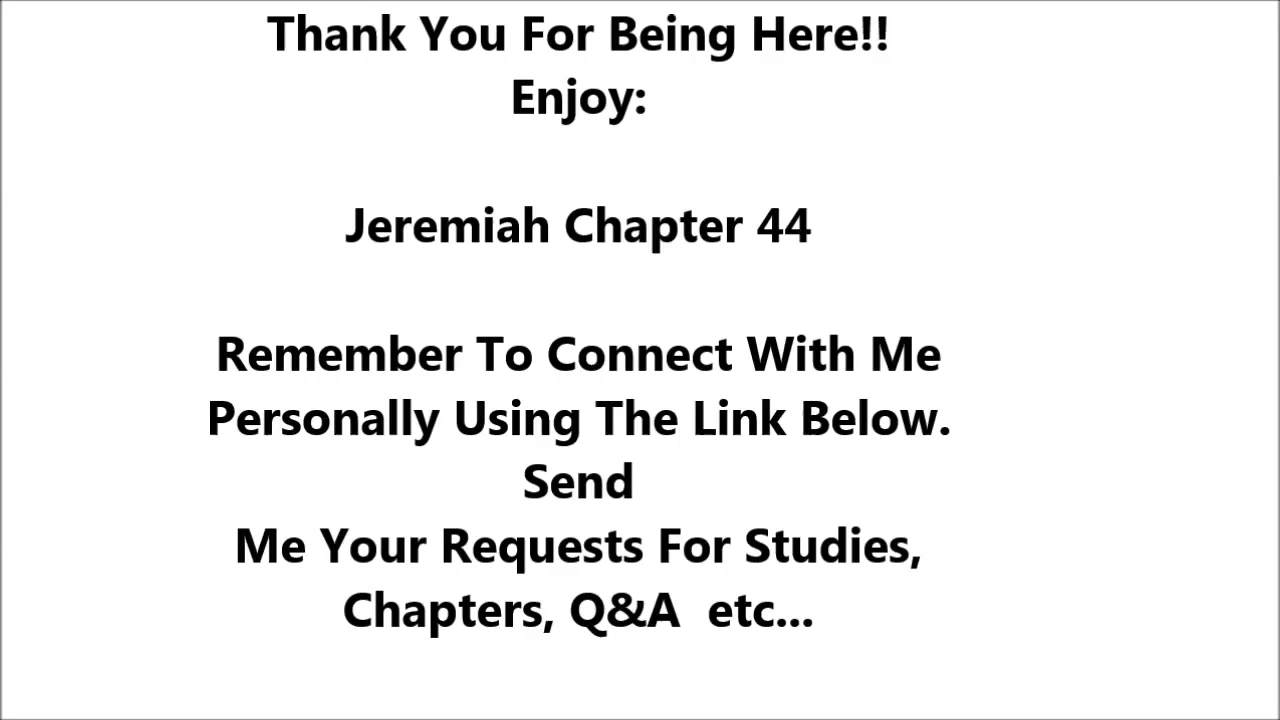 Thank You For Being Here!!
Enjoy:
Jeremiah Chapter 44
Remember To Connect With Me
Personally Using The Link Below.
Send
Me Your Requests For Studies,
Chapters, Q&A  etc...